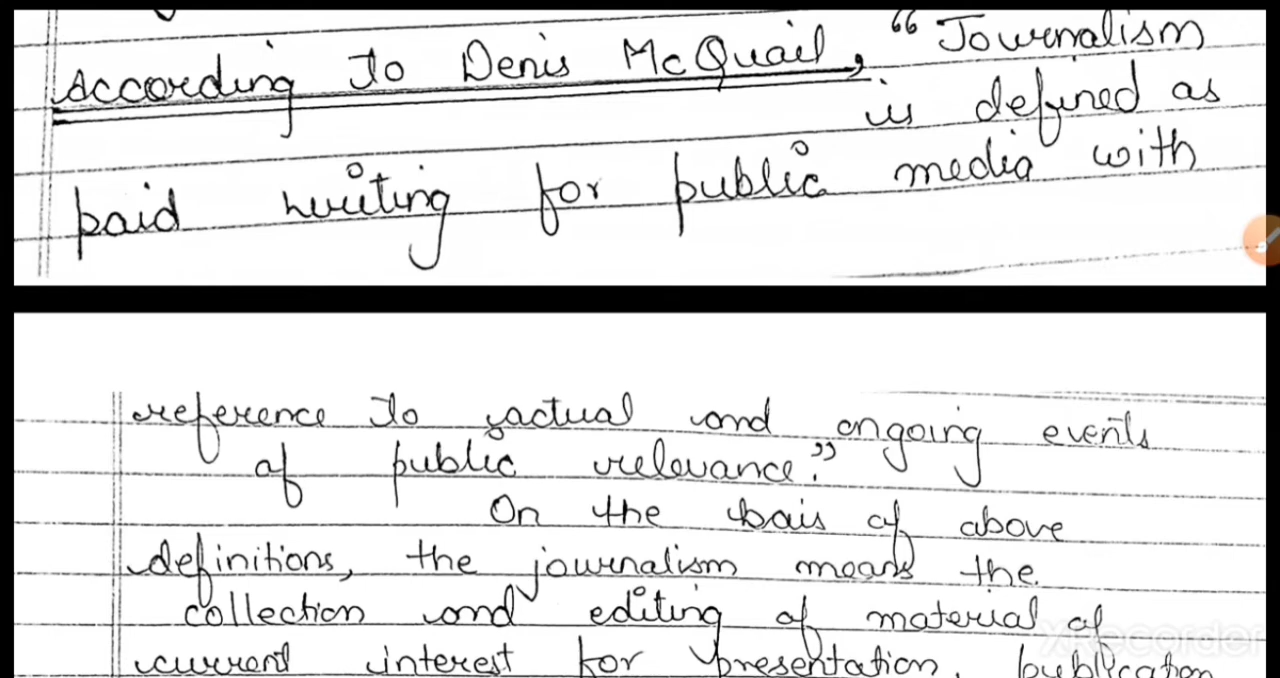 According to Denis McQuail, “Journalism
is defined as
paid writing for public media with
reference to factual and ongoing events
of public relevance.”
On the bais of above
definitions, the journalism means the
collection and editing of material of
current interest for presentation, publication
XRecorder